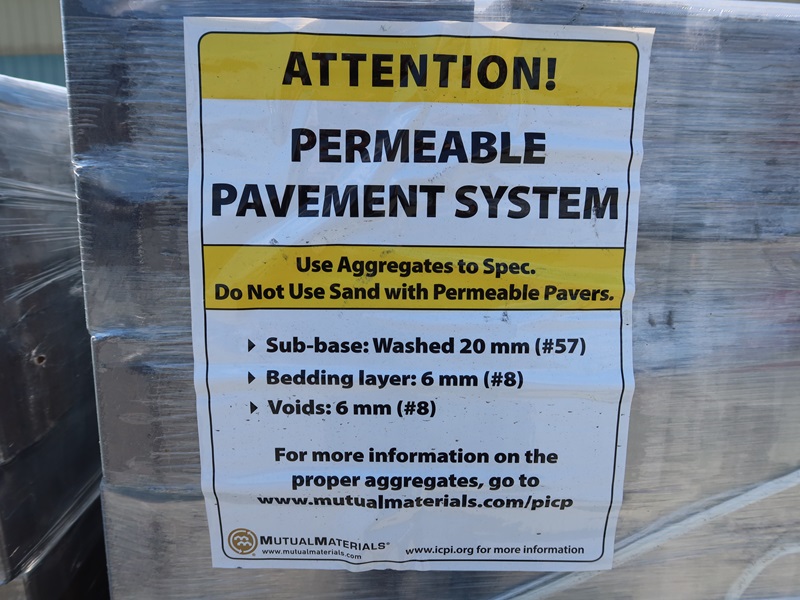 ATTENTION!
PERMEABLE
PAVEMENT SYSTEM
Use Aggregates to Spec.
Do Not Use Sand with Permeable Pavers.
Sub-base: Washed 20 mm (#57)
Bedding layer: 6 mm (#8)
Voids: 6 mm (#8)
For more information on the
proper aggregates, go to
www.mutualmaterials.com/picp
MUTUALMATERIALS®
www.mutualmaterials.com
www.icpi.org for more information